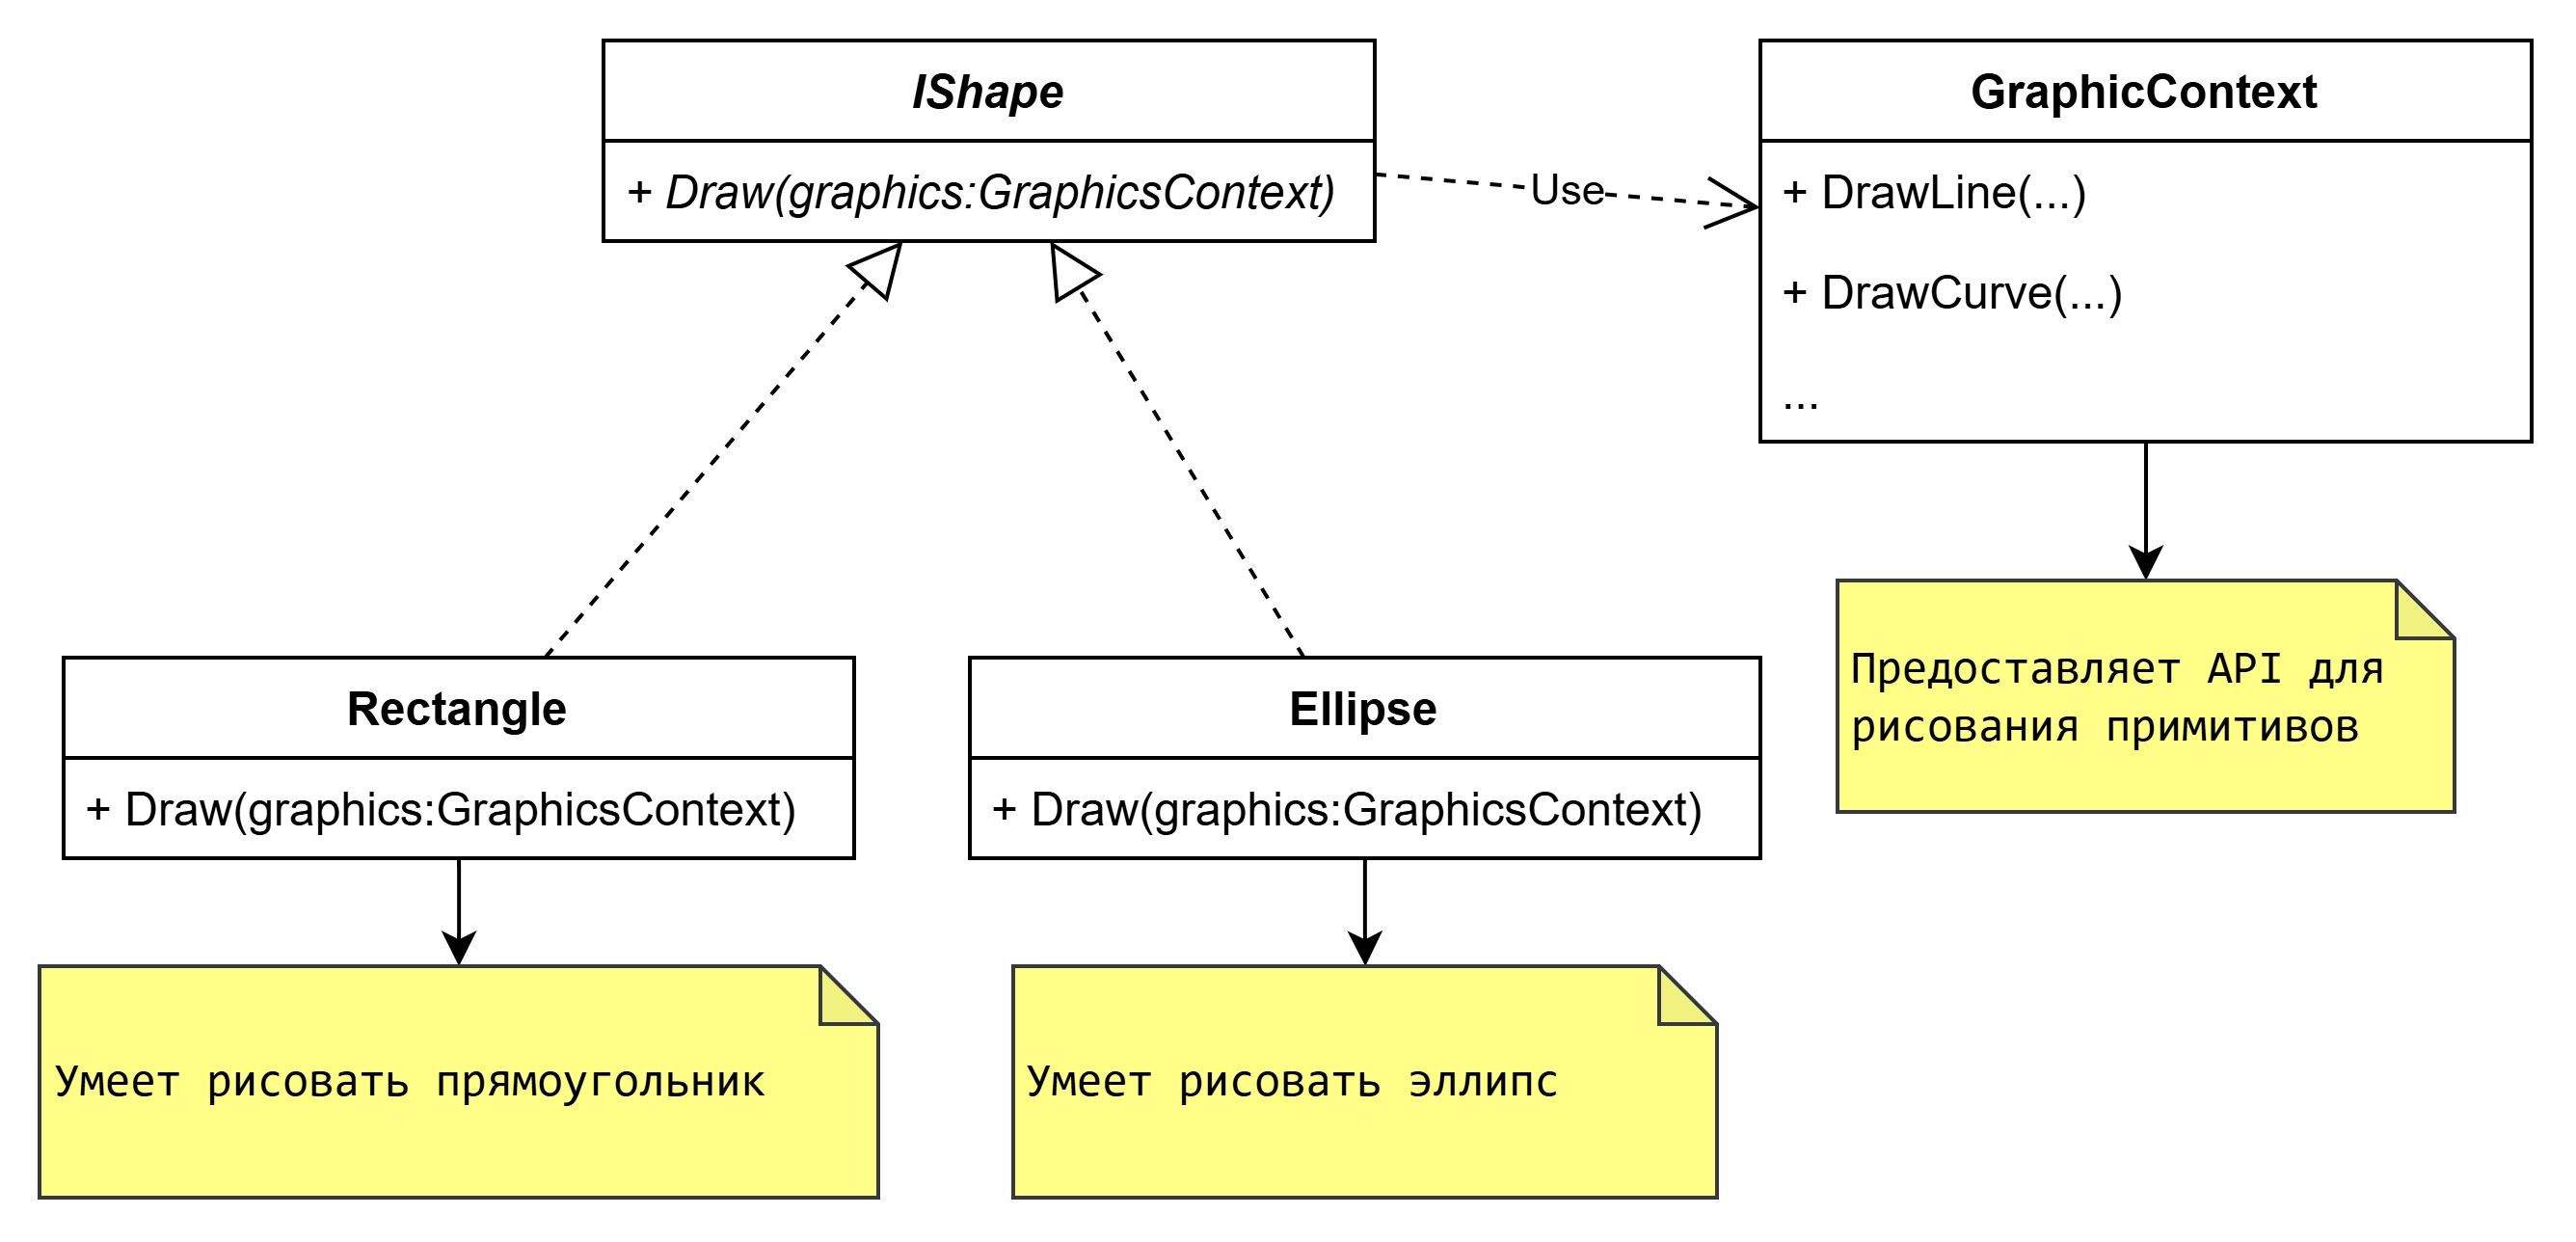 IShape
+ Draw(graphics:GraphicsContext)
Use
GraphicContext
+ DrawLine(...)
+ DrawCurve(...)
...
Rectangle
+ Draw(graphics:GraphicsContext)
Ellipse
+ Draw(graphics:GraphicsContext)
Предоставляет API для
рисования примитивов
Умеет рисовать прямоугольник
Умеет рисовать эллипс